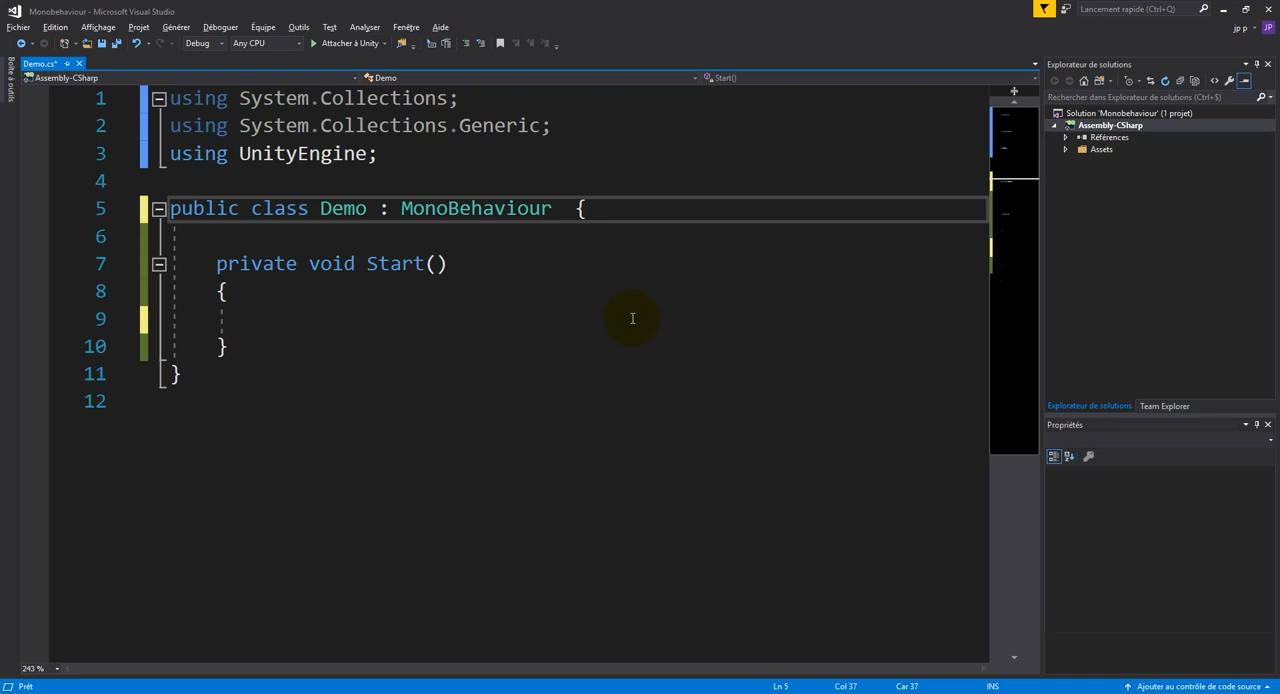 Monobehaviour - Microsoft Visual Studio
Lancement rapide (Ctrl+Q)
Fichier Edition Affichage Projet Générer Déboguer Équipe Outils Test Analyser Fenêtre Aide
jp p JP
Debug Any CPU Attacher à Unity
Boîte à outils
Demo.cs*
Assembly-CSharp Demo Start()
1 using System.Collections;
2 using System.Collections.Generic;
3 using UnityEngine;
4
5 public class Demo : MonoBehaviour  {
6
7 private void Start()
8 {
9
10 }
11 }
12
243 %
Explorateur de solutions
Rechercher dans Explorateur de solutions (Ctrl+$)
Solution 'Monobehaviour' (1 projet)
Assembly-CSharp
Références
Assets
Explorateur de solutions Team Explorer
Propriétés
Prêt Ln 5 Col 37 Car 37 INS Ajouter au contrôle de code source